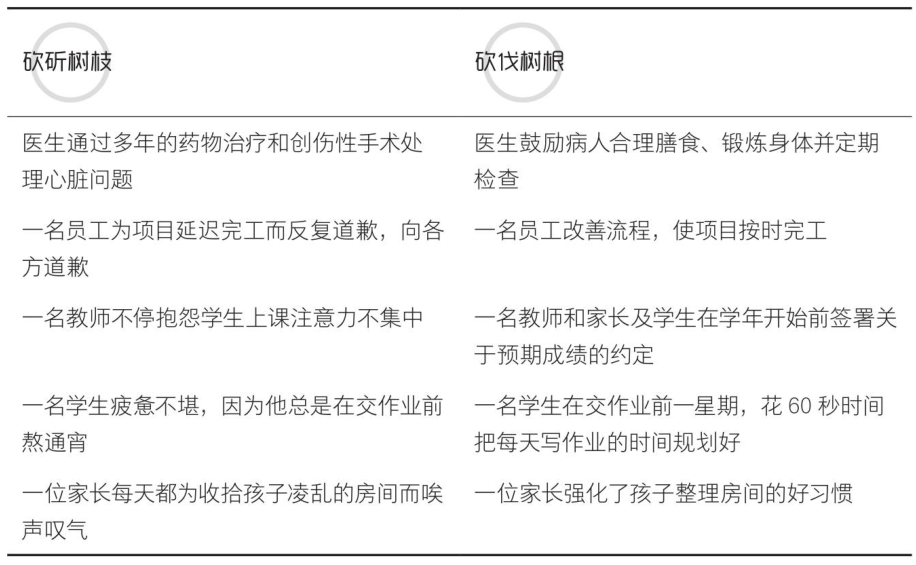 砍斫树枝
砍伐树根
医生通过多年的药物治疗和创伤性手术处
理心脏问题
医生鼓励病人合理膳食、锻炼身体并定期
检查
一名员工为项目延迟完工而反复道歉，向各
方道歉
一名员工改善流程，使项目按时完工
一名教师不停抱怨学生上课注意力不集中
一名教师和家长及学生在学年开始前签署关
于预期成绩的约定
一名学生疲惫不堪，因为他总是在交作业前
熬通宵
一名学生在交作业前一星期，花 60 秒时间
把每天写作业的时间规划好
一位家长每天都为收拾孩子凌乱的房间而唉
声叹气
一位家长强化了孩子整理房间的好习惯